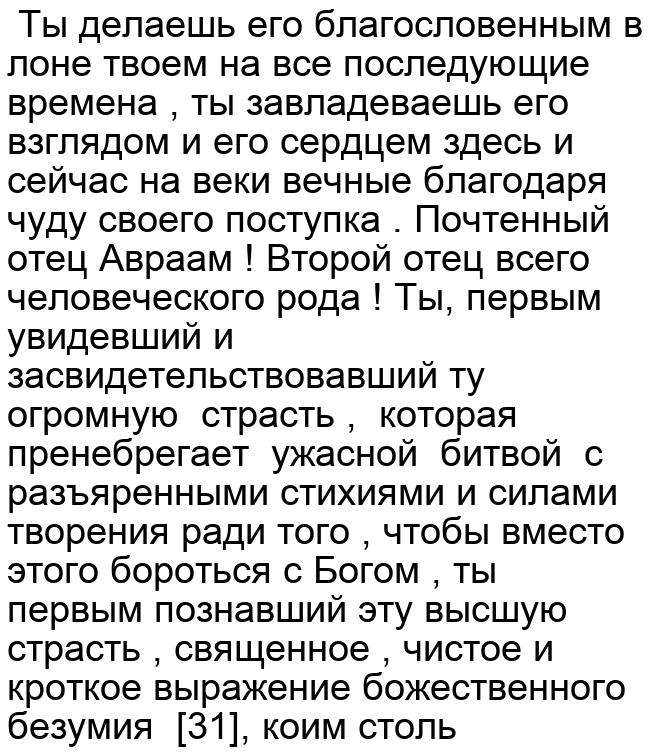 Ты делаешь его благословенным в
лоне твоем на все последующие
времена , ты завладеваешь его
взглядом и его сердцем здесь и
сейчас на веки вечные благодаря
чуду своего поступка . Почтенный
отец Авраам ! Второй отец всего
человеческого рода ! Ты, первым
увидевший и
засвидетельствовавший ту
огромную страсть , которая
пренебрегает ужасной битвой с
разъяренными стихиями и силами
творения ради того , чтобы вместо
этого бороться с Богом , ты
первым познавший эту высшую
страсть , священное , чистое и
кроткое выражение божественного
безумия [31], коим столь